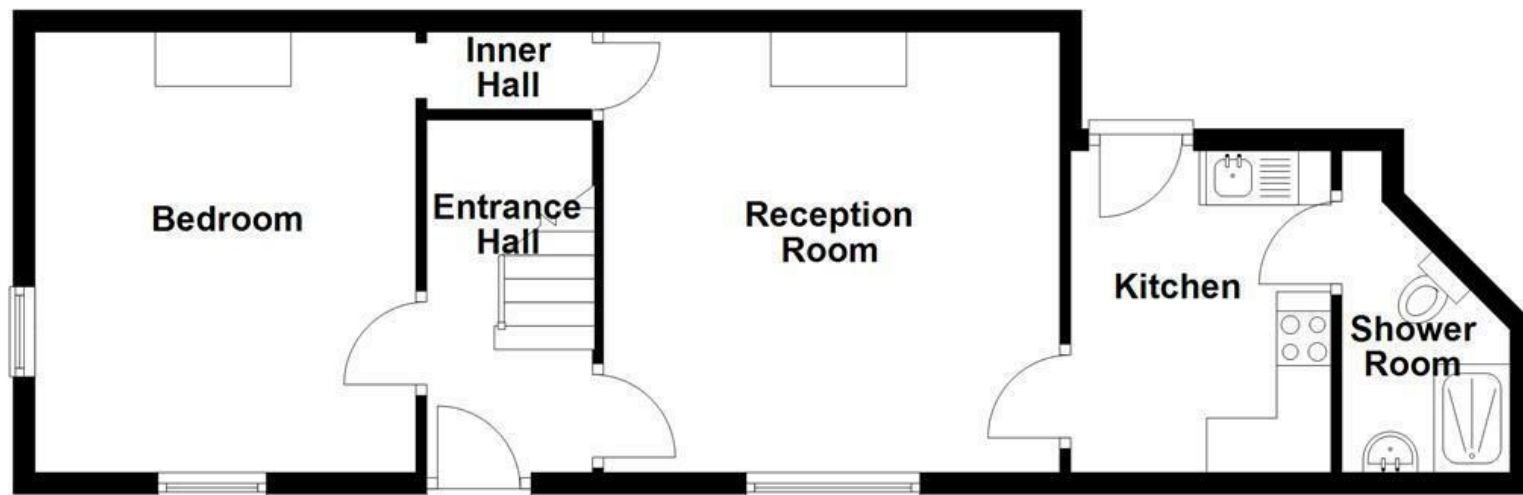 Inner
Hall
Bedroom
Entrance
Hall
Reception
Room
Kitchen
Shower
Room